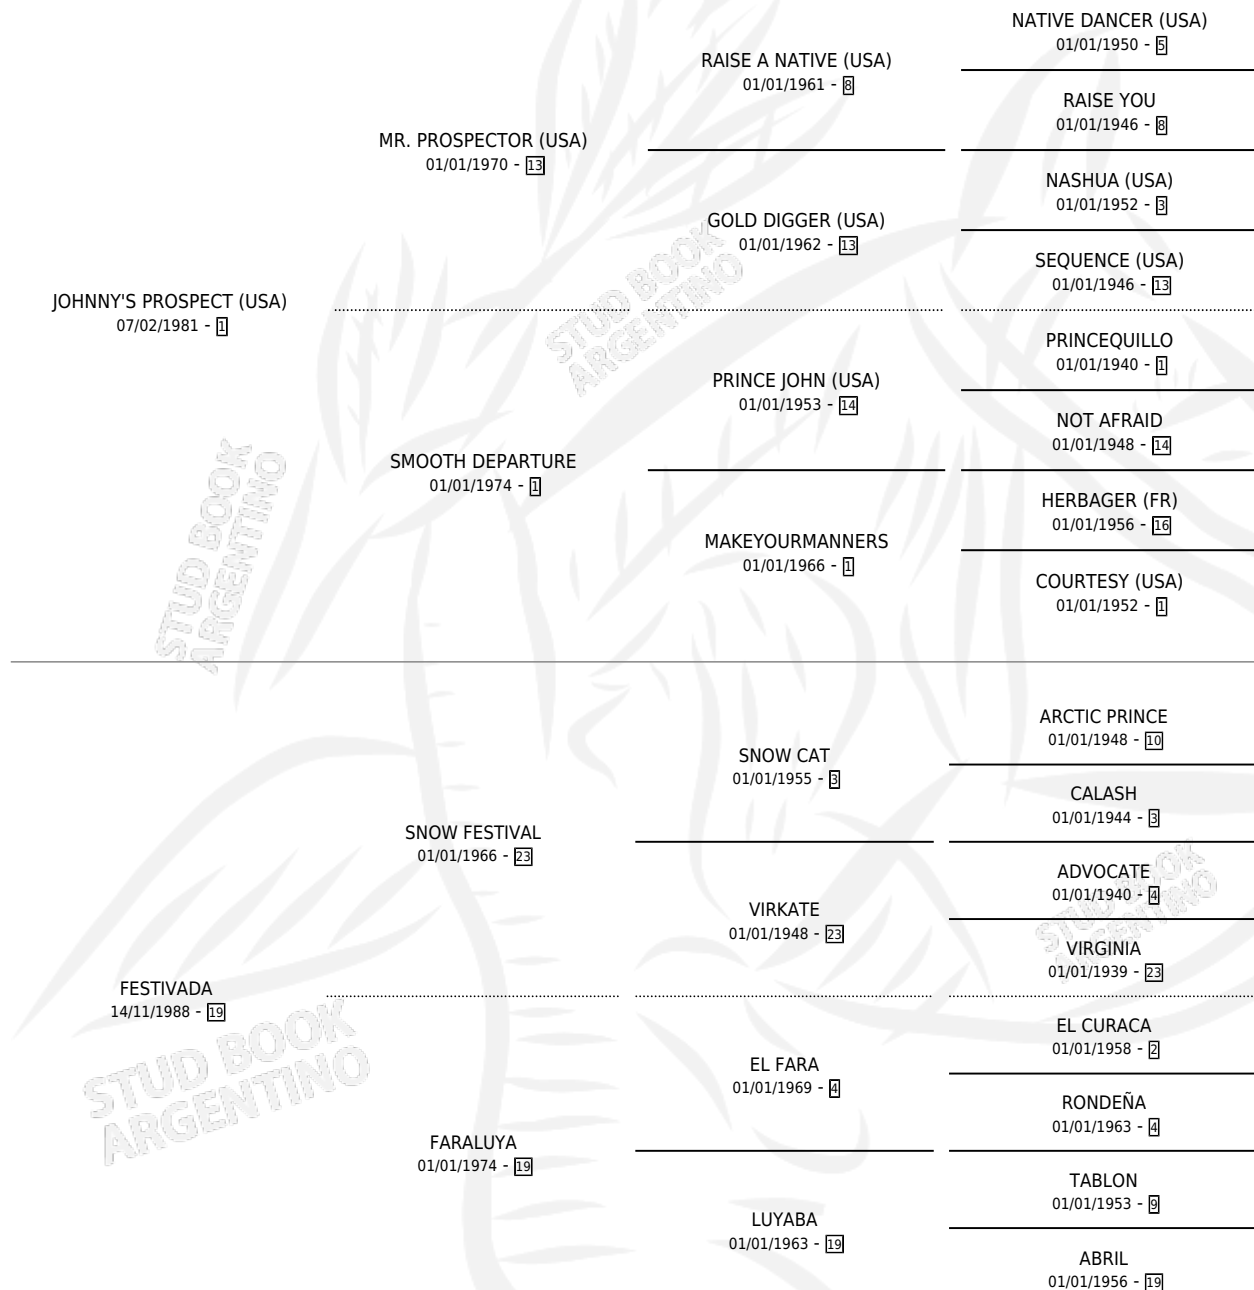 NATIVE DANCER (USA)
01/01/1950 - 5
RAISE A NATIVE (USA)
01/01/1961 - 8
RAISE YOU
01/01/1946 - 8
MR. PROSPECTOR (USA)
01/01/1970 - 13
NASHUA (USA)
01/01/1952 - 3
GOLD DIGGER (USA)
01/01/1962 - 13
SEQUENCE (USA)
01/01/1946 - 13
JOHNNY'S PROSPECT (USA)
07/02/1981 - 1
STUD BOOK
ARGENTINO
PRINCEQUILLO
01/01/1940 - 1
PRINCE JOHN (USA)
01/01/1953 - 14
NOT AFRAID
01/01/1948 - 14
SMOOTH DEPARTURE
01/01/1974 - 1
HERBAGER (FR)
01/01/1956 - 16
MAKEYOURMANNERS
01/01/1966 - 1
COURTESY (USA)
01/01/1952 - 1
STUD BOOK
ARGENTINO
ARCTIC PRINCE
01/01/1948 - 10
SNOW CAT
01/01/1955 - 3
CALASH
01/01/1944 - 3
SNOW FESTIVAL
01/01/1966 - 23
ADVOCATE
01/01/1940 - 4
VIRKATE
01/01/1948 - 23
VIRGINIA
01/01/1939 - 23
STUD BOOK
ARGENTINO
FESTIVADA
14/11/1988 - 19
STUD BOOK
ARGENTINO
EL CURACA
01/01/1958 - 2
EL FARA
01/01/1969 - 4
RONDEÑA
01/01/1963 - 4
FARALUYA
01/01/1974 - 19
TABLON
01/01/1953 - 9
LUYABA
01/01/1963 - 19
ABRIL
01/01/1956 - 19